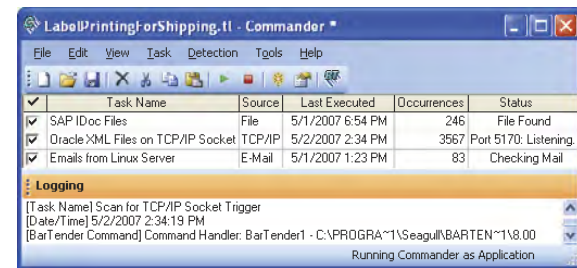 LabelPrintingForShipping.tl - Commander *
File Edit View Task Detection Tools Help
Task Name Source Last Executed Occurrences Status
SAP IDoc Files File 5/1/2007 6:54 PM 246 File Found
Oracle XML Files on TCP/IP Socket TCP/IP 5/2/2007 2:34 PM 3567 Port 5170: Listening.
Emails from Linux Server E-Mail 5/1/2007 1:23 PM 83 Checking Mail
Logging
[Task Name] Scan for TCP/IP Socket Trigger
[Date/Time] 5/2/2007 2:34:19 PM
[BarTender Command] Command Handler: BarTender1 - C:\PROGRA~1\Seagull\BARTEN~1\8.00
Running Commander as Application